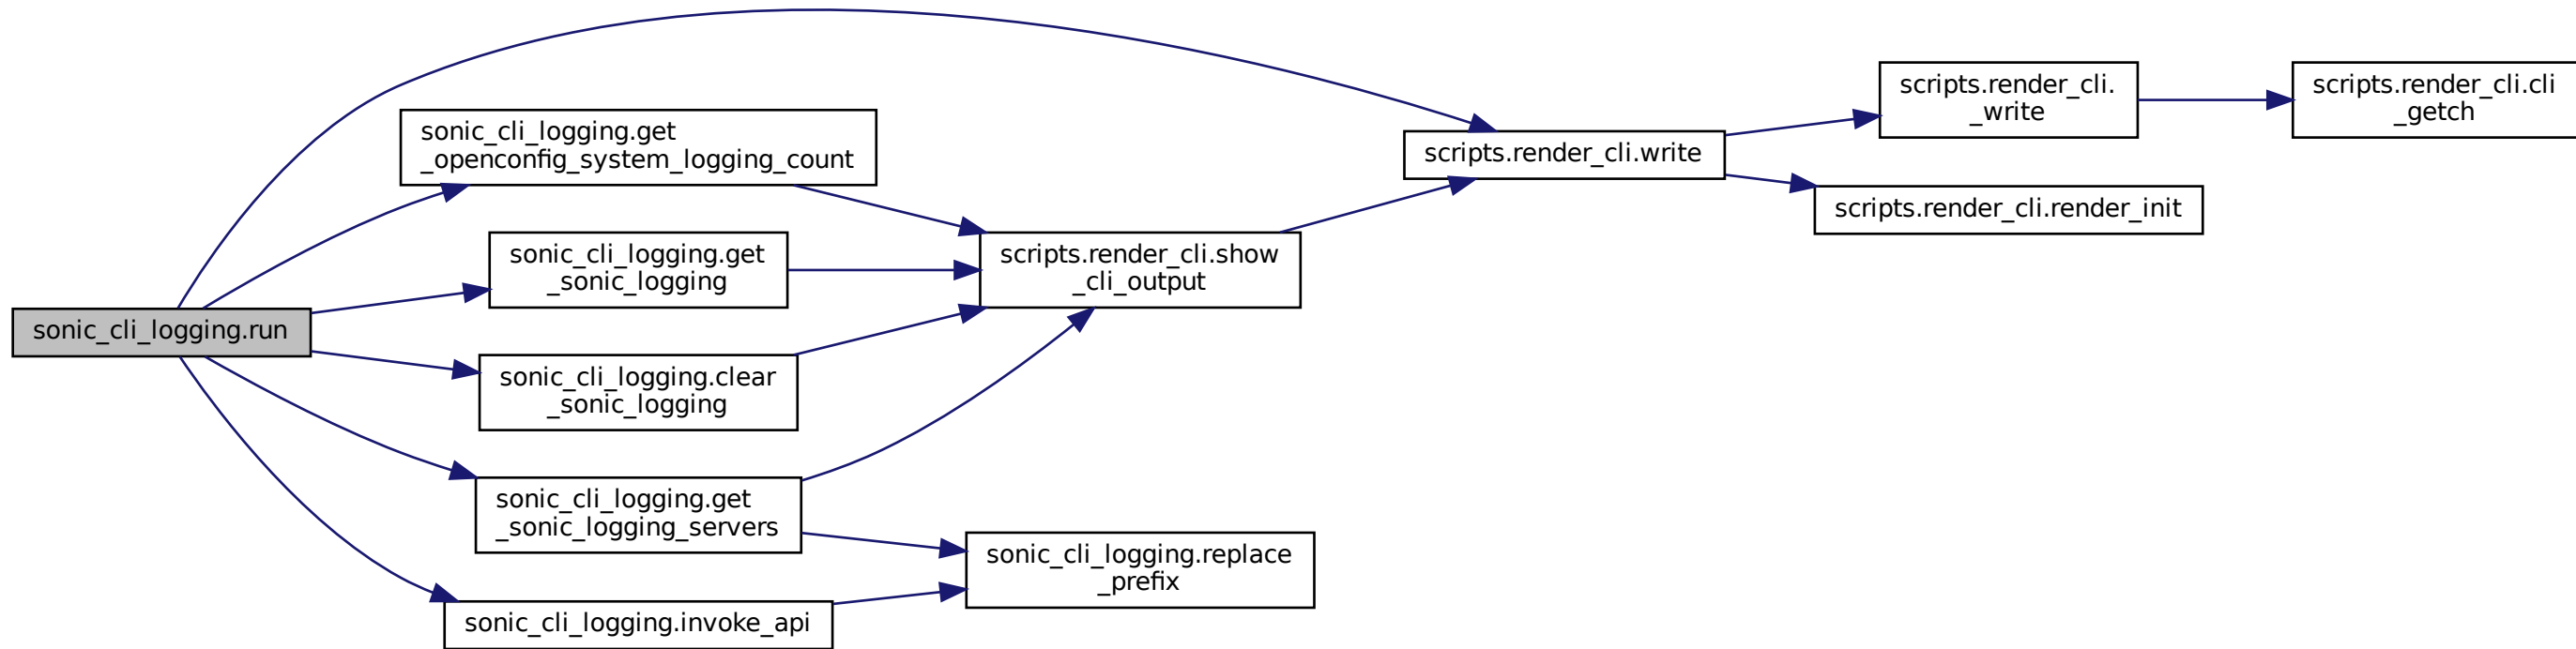 sonic_cli_logging.run
sonic_cli_logging.get
_openconfig_system_logging_count
sonic_cli_logging.get
_sonic_logging
sonic_cli_logging.clear
_sonic_logging
sonic_cli_logging.get
_sonic_logging_servers
sonic_cli_logging.invoke_api
scripts.render_cli.show
_cli_output
sonic_cli_logging.replace
_prefix
scripts.render_cli.write
scripts.render_cli.
_write
scripts.render_cli.render_init
scripts.render_cli.cli
_getch